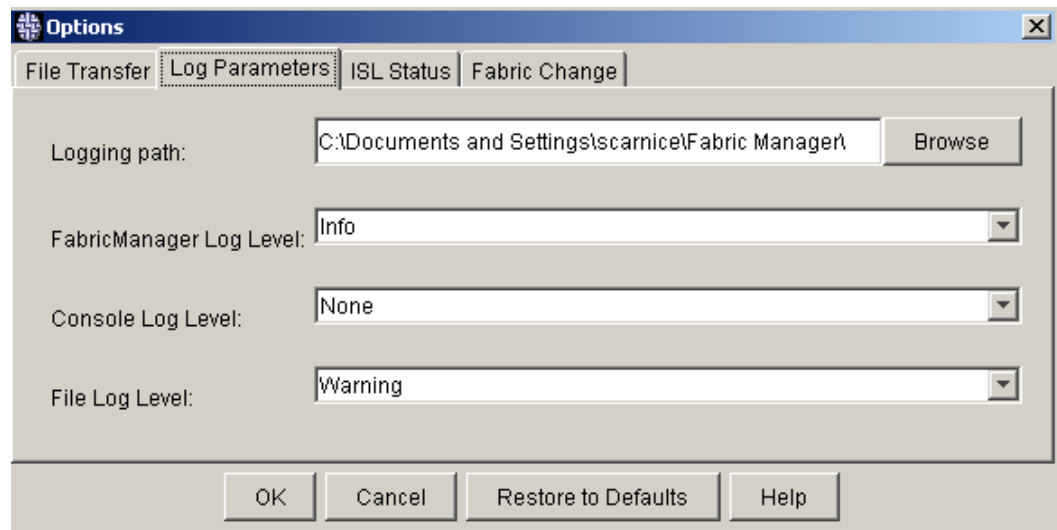 Options
File Transfer Log Parameters ISL Status Fabric Change
Logging path: C:\Documents and Settings\scarnice\Fabric Manager\ Browse
FabricManager Log Level: Info
Console Log Level: None
File Log Level: Warning
OK Cancel Restore to Defaults Help